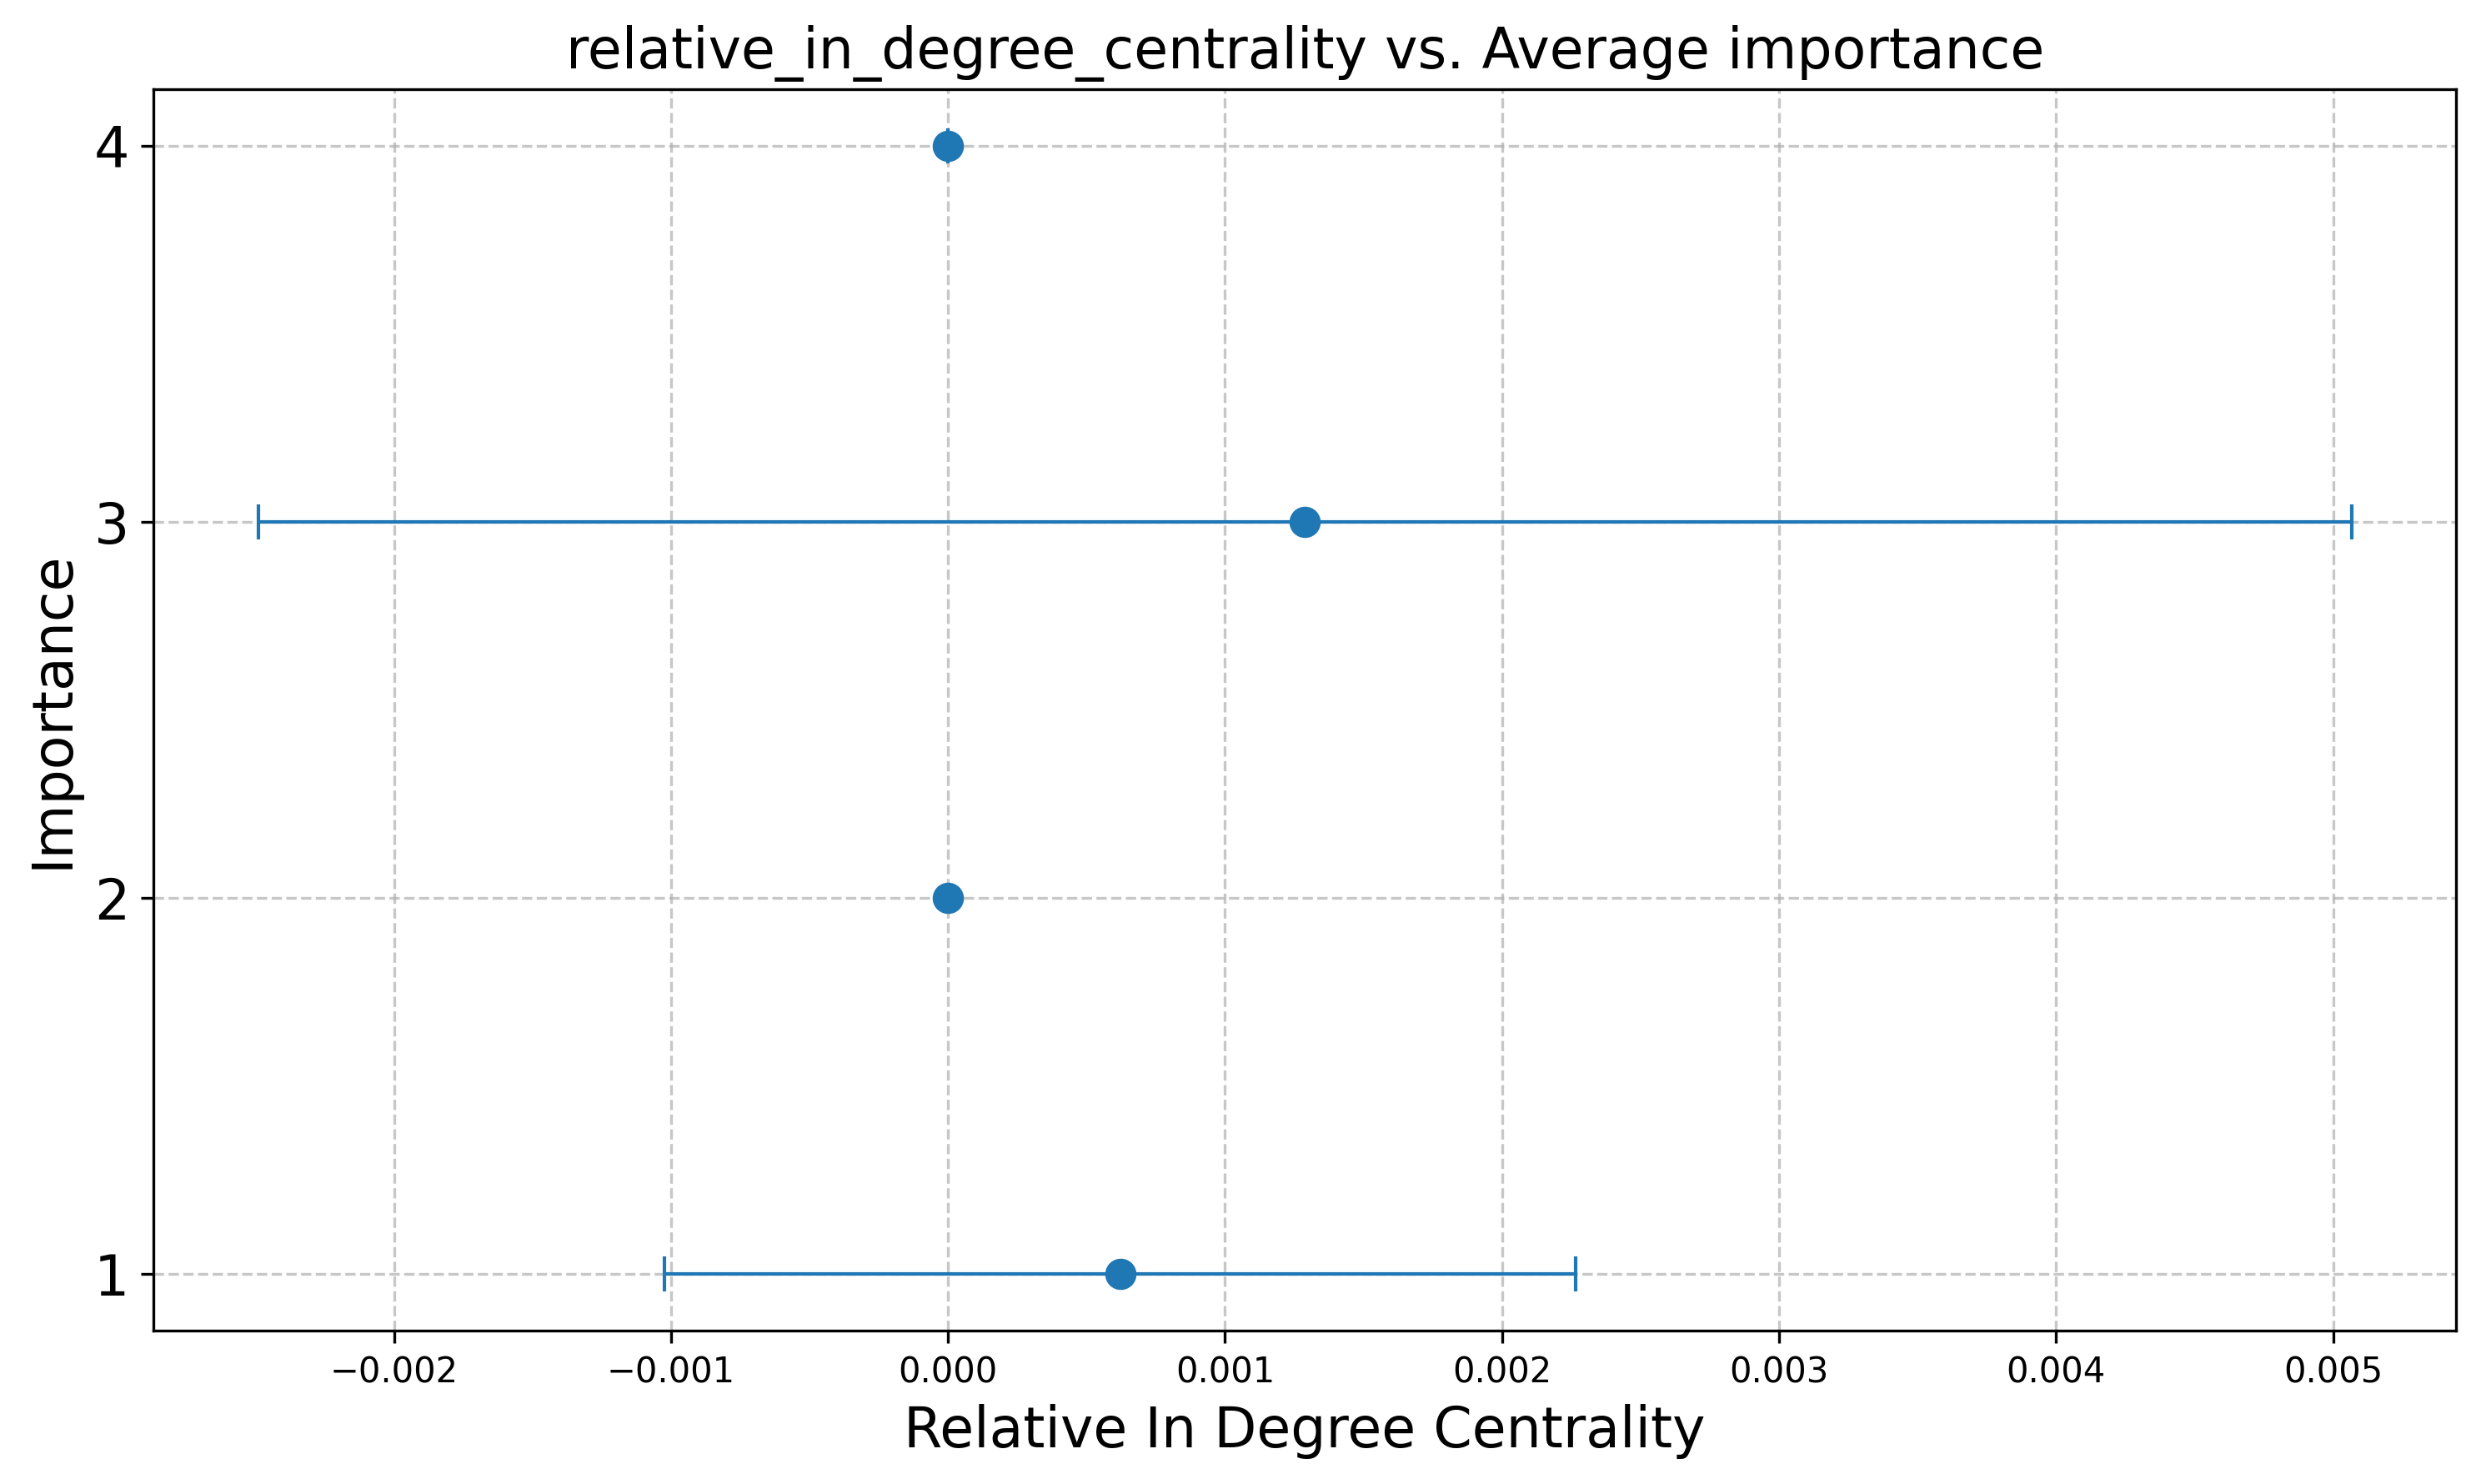 relative_in_degree_centrality vs. Average importance
4
3
2
1
Importance
−0.002 −0.001 0.000 0.001 0.002 0.003 0.004 0.005
Relative In Degree Centrality